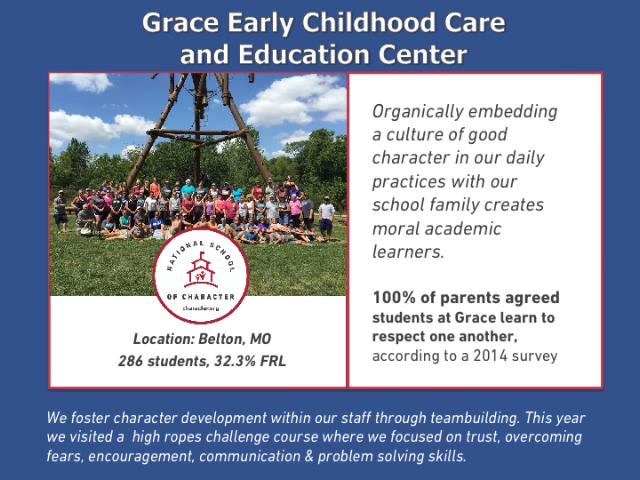 Grace Early Childhood Care
and Education Center
Organically embedding
a culture of good
character in our daily
practices with our
school family creates
moral academic
learners.
100% of parents agreed
students at Grace learn to
respect one another,
according to a 2014 survey
NATIONAL SCHOOL
OF CHARACTER
character.org
Location: Belton, MO
286 students, 32.3% FRL
We foster character development within our staff through teambuilding. This year
we visited a high ropes challenge course where we focused on trust, overcoming
fears, encouragement, communication & problem solving skills.